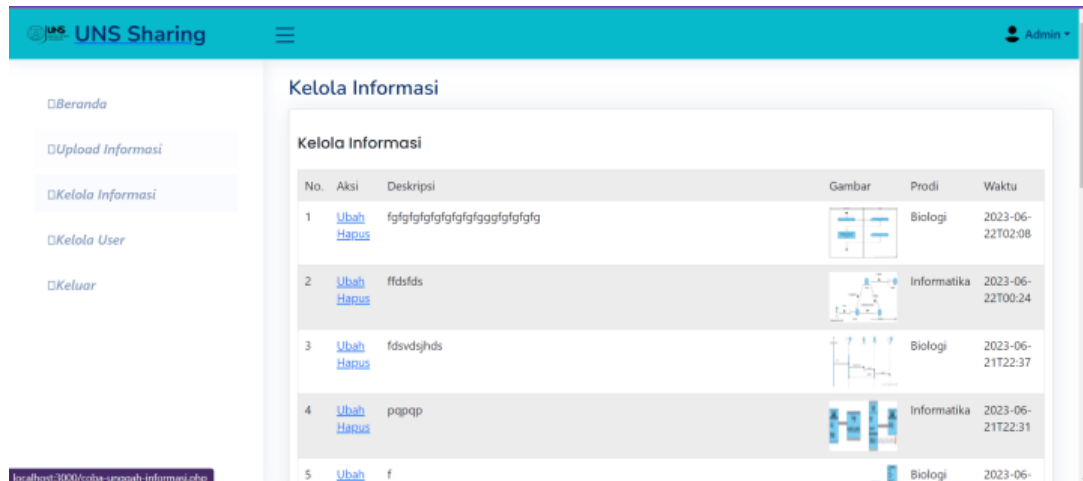 UNS UNS Sharing
Admin
Beranda
Upload Informasi
Kelola Informasi
Kelola User
Keluar
Kelola Informasi
Kelola Informasi
No. Aksi Deskripsi Gambar Prodi Waktu
1 Ubah fgfgfgfgfgfgfgfgfgggfgfgfgfg Biologi 2023-06-
Hapus 22T02:08
2 Ubah ffdsfds Informatika 2023-06-
Hapus 22T00:24
3 Ubah fdsvdsjhds Biologi 2023-06-
Hapus 21T22:37
4 Ubah pqpqp Informatika 2023-06-
Hapus 21T22:31
5 Ubah f Biologi 2023-06-
localhost:3000/coba-unggah-informasi.php